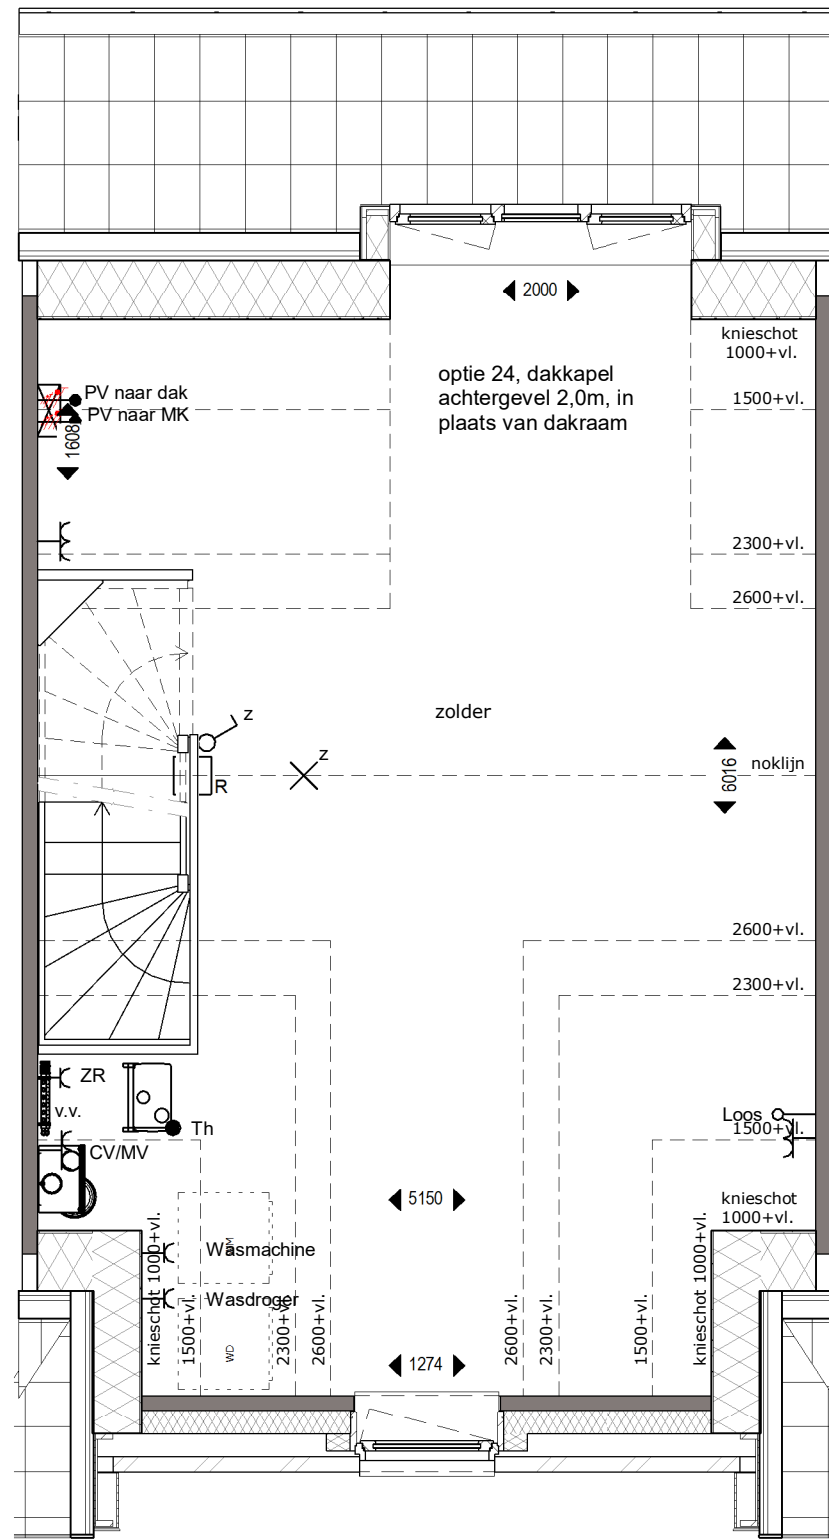 2000
knieschot
1000+vl.
optie 24, dakkapel
achtergevel 2,0m, in
plaats van dakraam
PV naar dak
PV naar MK
1500+vl.
1608
2300+vl.
2600+vl.
zolder
z
z
R
noklijn
6016
2600+vl.
2300+vl.
ZR
v.v.
Th
CV/MV
Loos
1500+vl.
5150
knieschot
1000+vl.
Wasmachine
WM
Wasdroger
WD
knieschot 1000+vl.
1500+vl.
2300+vl.
2600+vl.
1274
2600+vl.
2300+vl.
1500+vl.
knieschot 1000+vl.